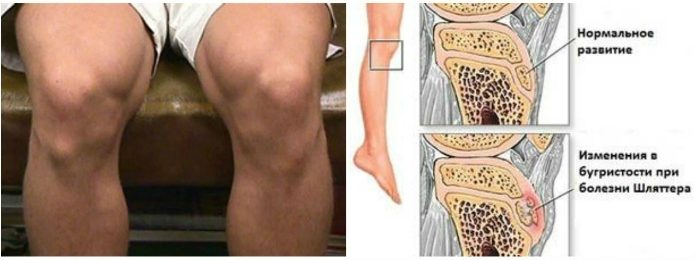 Нормальное
развитие
Изменения в
бугристости при
болезни Шляттера